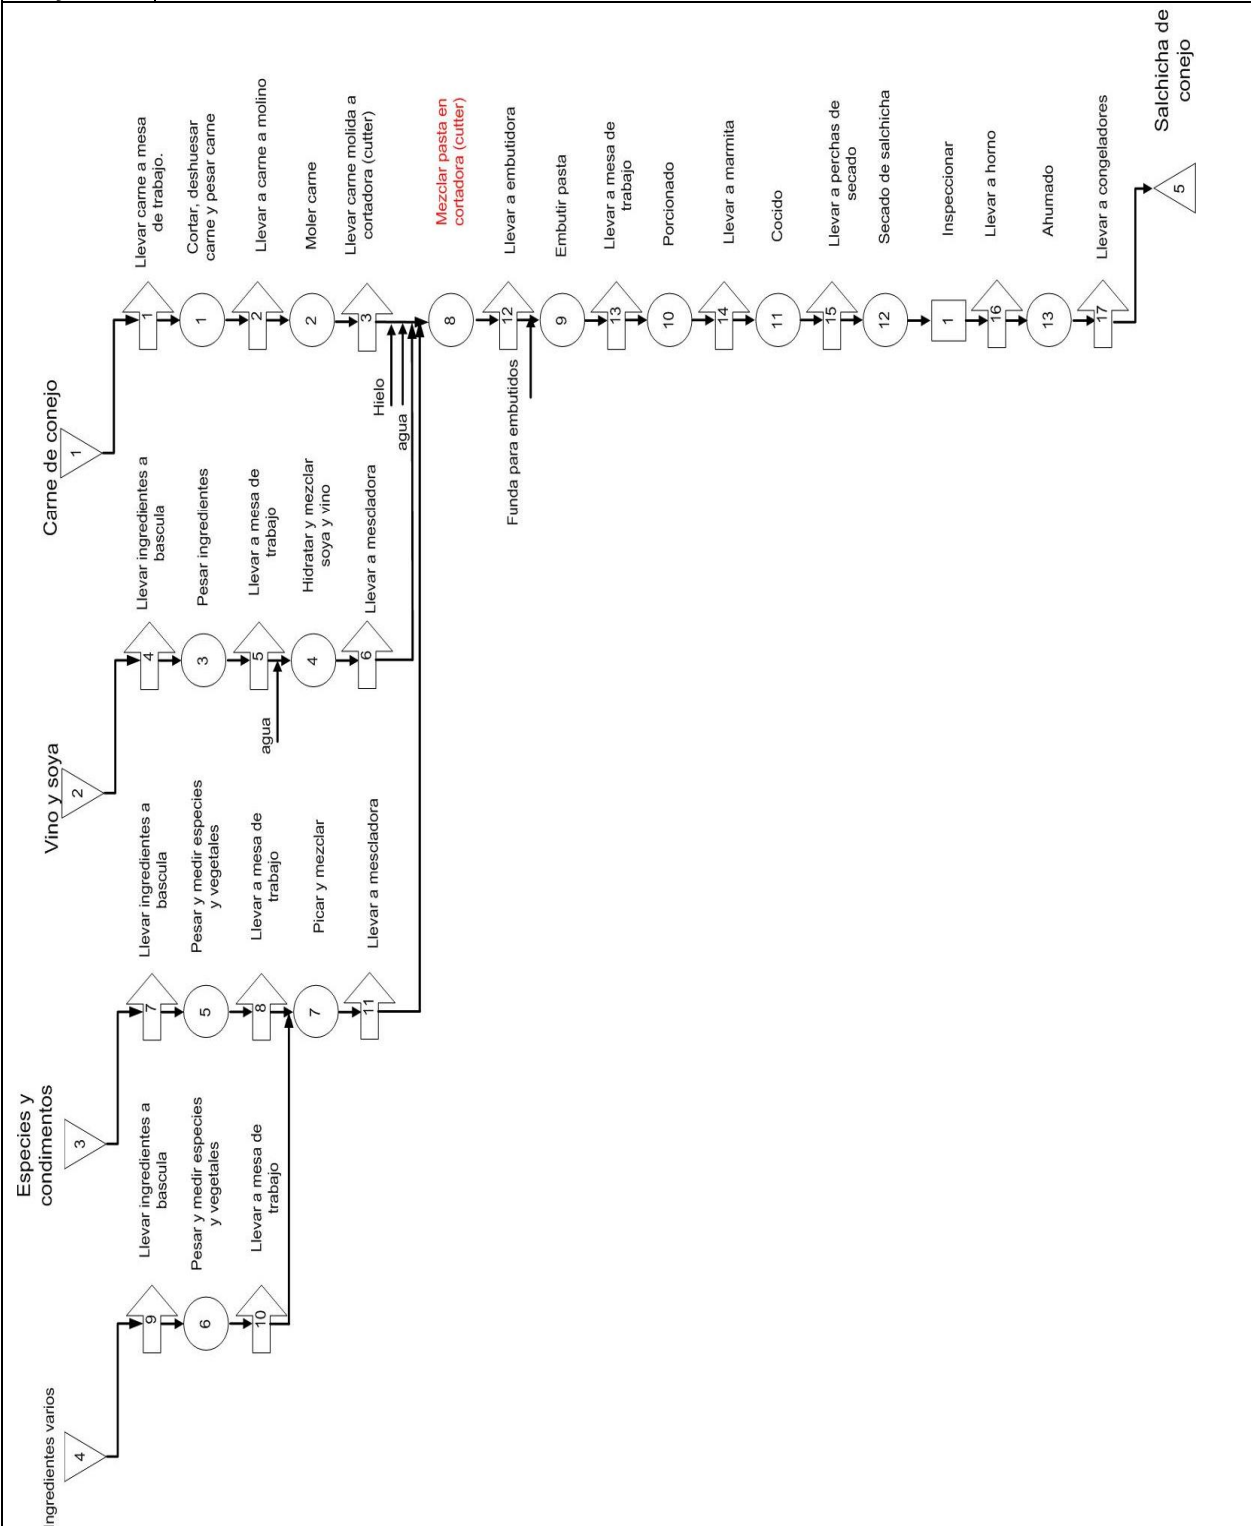 Ingredientes varios
4
9
Llevar ingredientes a
bascula
6
Pesar y medir especies
y vegetales
10
Llevar a mesa de
trabajo
Especies y
condimentos
3
7
Llevar ingredientes a
bascula
5
Pesar y medir especies
y vegetales
8
Llevar a mesa de
trabajo
7
Picar y mezclar
11
Llevar a mescladora
Vino y soya
2
4
Llevar ingredientes a
bascula
3
Pesar ingredientes
5
Llevar a mesa de
trabajo
agua
4
Hidratar y mezclar
soya y vino
6
Llevar a mescladora
Carne de conejo
1
1
Llevar carne a mesa
de trabajo.
1
Cortar, deshuesar
carne y pesar carne
2
Llevar a carne a molino
2
Moler carne
3
Llevar carne molida a
cortadora (cutter)
Hielo
agua
8
Mezclar pasta en
cortadora (cutter)
12
Llevar a embutidora
Funda para embutidos
9
Embutir pasta
13
Llevar a mesa de
trabajo
10
Porcionado
14
Llevar a marmita
11
Cocido
15
Llevar a perchas de
secado
12
Secado de salchicha
1
Inspeccionar
16
Llevar a horno
13
Ahumado
17
Llevar a congeladores
5
Salchicha de
conejo